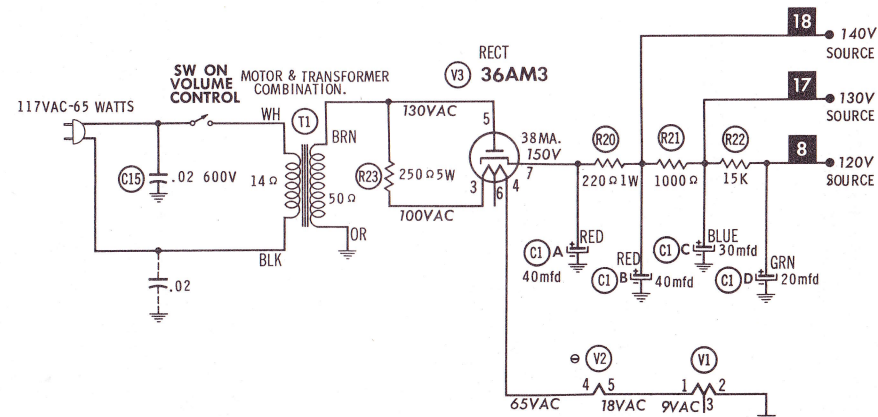 18
140V
SOURCE
RECT
V3 36AM3
SW ON
VOLUME
CONTROL
MOTOR & TRANSFORMER
COMBINATION.
17
130V
SOURCE
117VAC-65 WATTS
WH
T1
BRN
130VAC
5
38MA.
150V
R20
R21
R22
8
120V
SOURCE
C15
.02 600V
14Ω
50Ω
R23
250Ω5W
3
6
4
7
220Ω1W
1000Ω
15K
100VAC
OR
BLK
RED
C1 A
40mfd
RED
C1 B
40mfd
BLUE
C1 C
30mfd
GRN
C1 D
20mfd
.02
⊖ V2
V1
4 5
1 2
3
65VAC
18VAC
9VAC